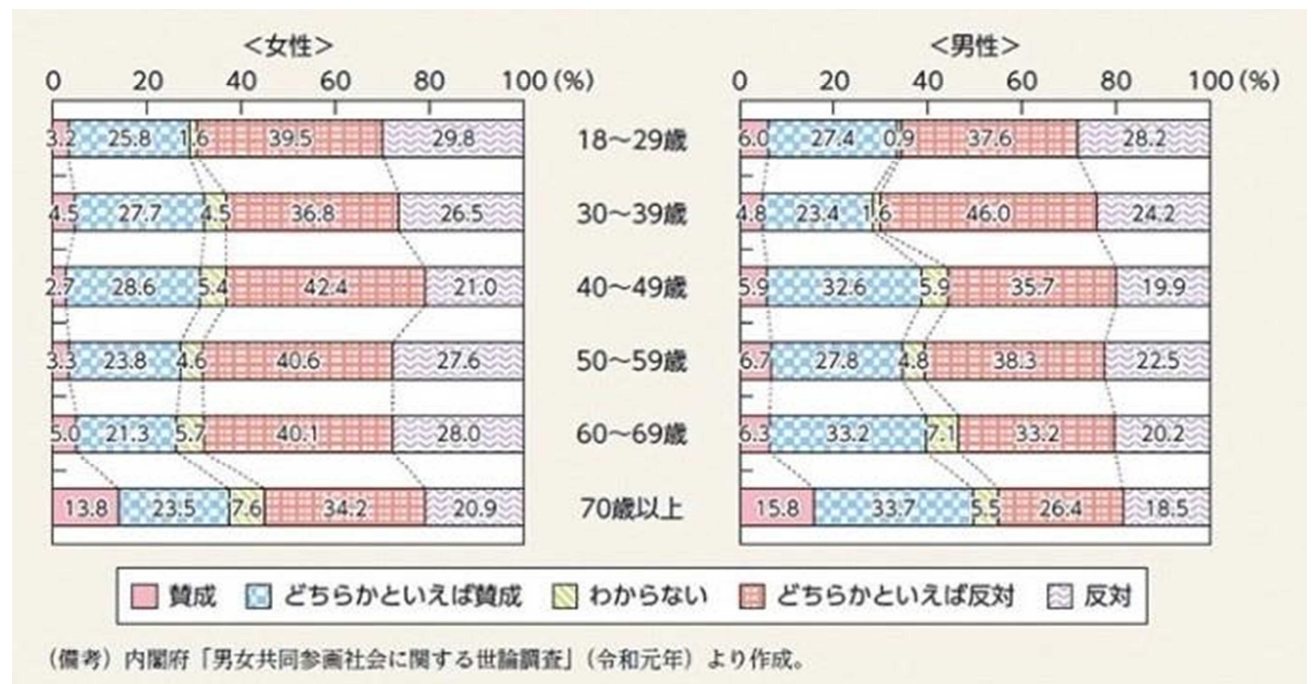 <女性> <男性>
0 20 40 60 80 100(%) 0 20 40 60 80 100(%)
3.2 25.8 1.6 39.5 29.8 18〜29歳 6.0 27.4 0.9 37.6 28.2
4.5 27.7 4.5 36.8 26.5 30〜39歳 4.8 23.4 1.6 46.0 24.2
2.7 28.6 5.4 42.4 21.0 40〜49歳 5.9 32.6 5.9 35.7 19.9
3.3 23.8 4.6 40.6 27.6 50〜59歳 6.7 27.8 4.8 38.3 22.5
5.0 21.3 5.7 40.1 28.0 60〜69歳 6.3 33.2 7.1 33.2 20.2
13.8 23.5 7.6 34.2 20.9 70歳以上 15.8 33.7 5.5 26.4 18.5
賛成 どちらかといえば賛成 わからない どちらかといえば反対 反対
(備考)内閣府「男女共同参画社会に関する世論調査」(令和元年)より作成。